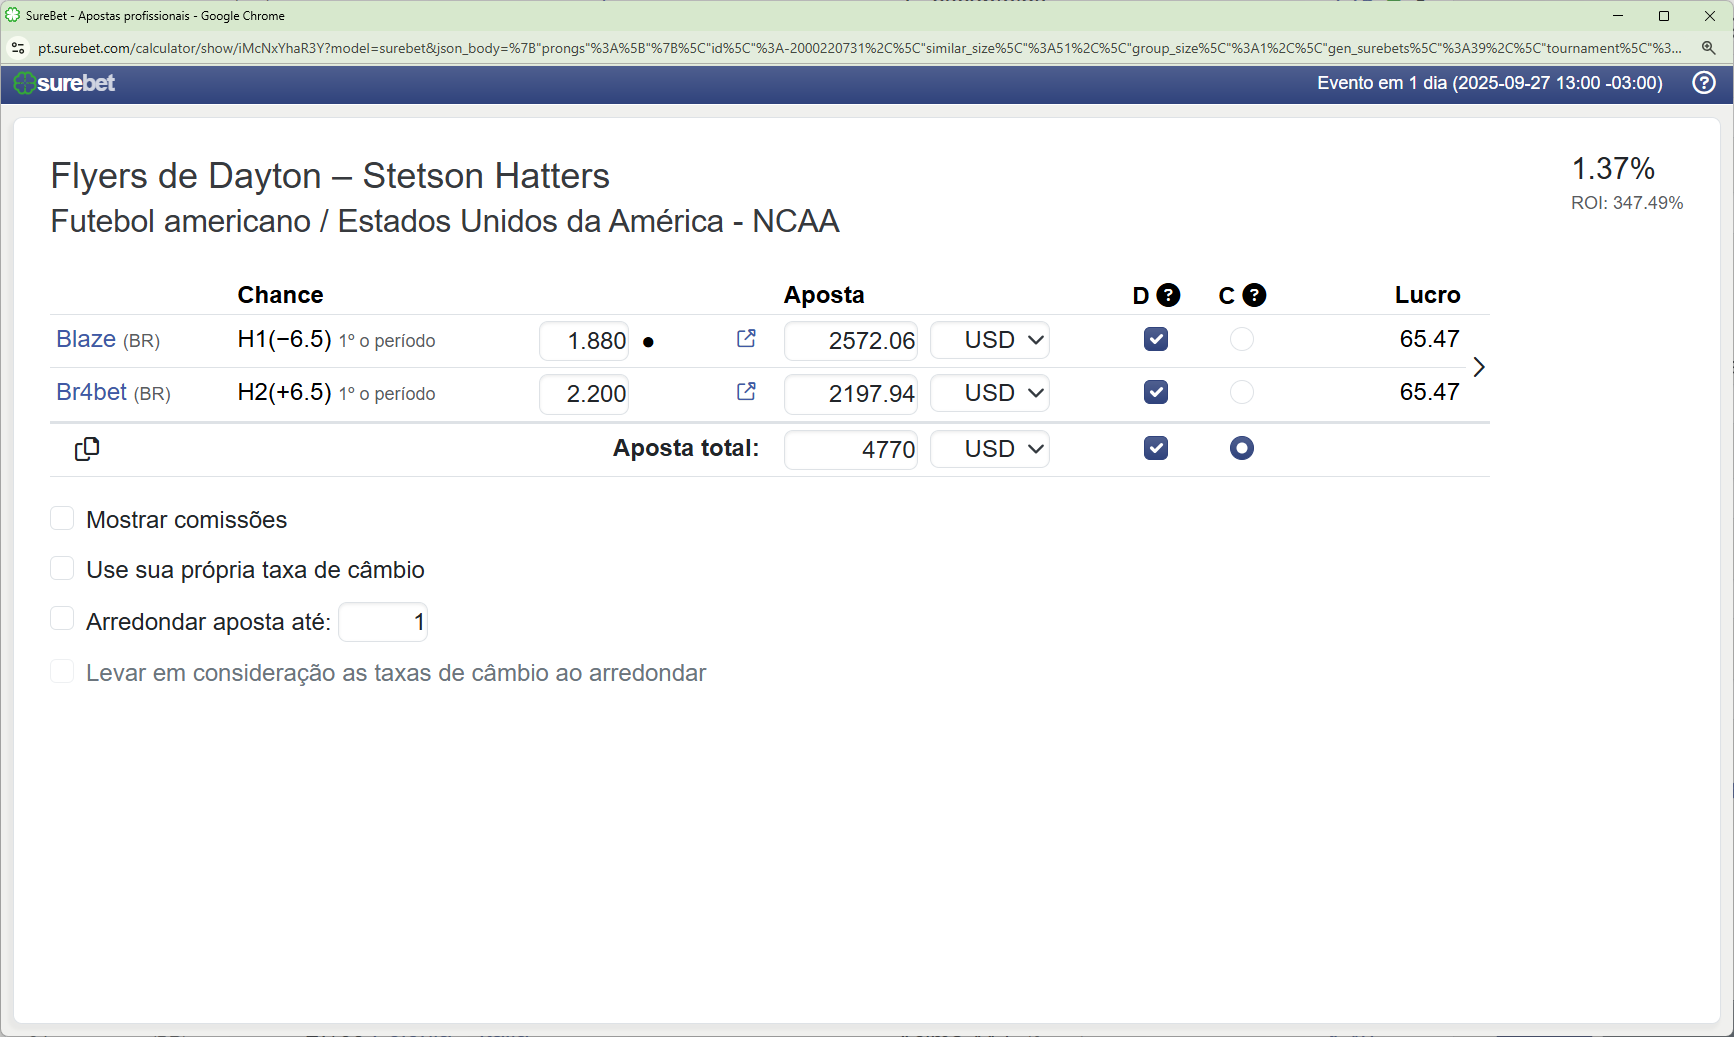 SureBet - Apostas profissionais - Google Chrome
pt.surebet.com/calculator/show/iMcNxYhaR3Y?model=surebet&json_body=%7B"prongs"%3A%5B"%7B%5C"id%5C"%3A-2000220731%2C%5C"similar_size%5C"%3A51%2C%5C"group_size%5C"%3A1%2C%5C"gen_surebets%5C"%3A39%2C%5C"tournament%5C"%3...
surebet
Evento em 1 dia (2025-09-27 13:00 -03:00)
Flyers de Dayton – Stetson Hatters
1.37%
Futebol americano / Estados Unidos da América - NCAA
ROI: 347.49%
Chance Aposta D C Lucro
Blaze (BR) H1(−6.5) 1º o período 1.880 ● 2572.06 USD 65.47
Br4bet (BR) H2(+6.5) 1º o período 2.200 2197.94 USD 65.47
Aposta total: 4770 USD
Mostrar comissões
Use sua própria taxa de câmbio
Arredondar aposta até: 1
Levar em consideração as taxas de câmbio ao arredondar